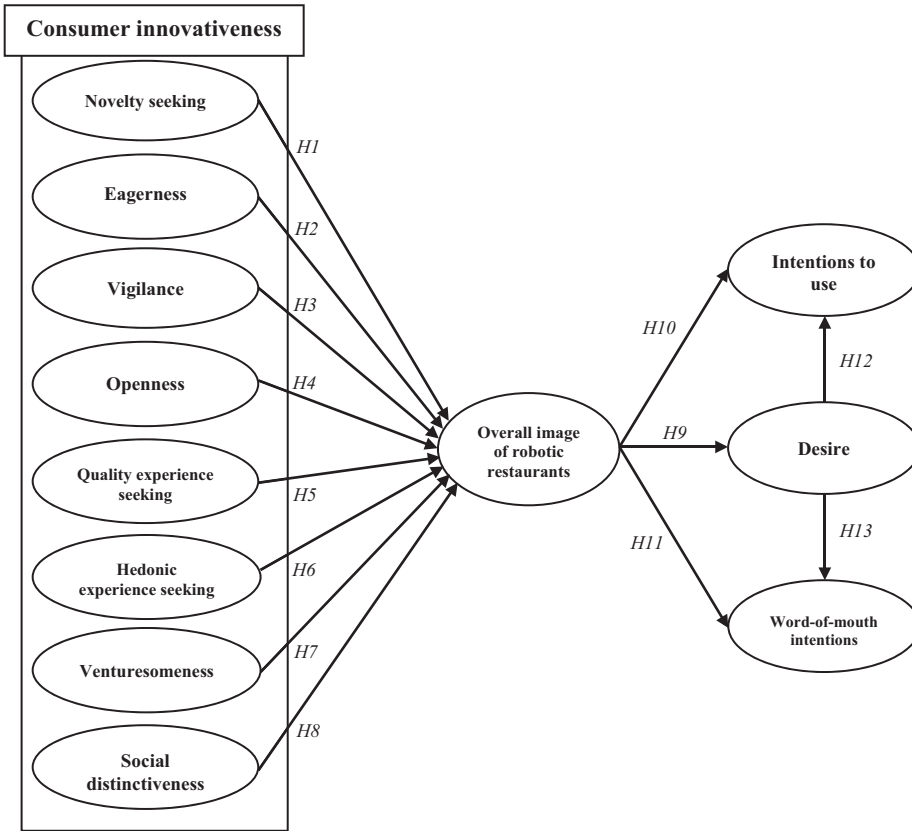 Consumer innovativeness
Novelty seeking
H1
Eagerness
H2
Vigilance
H3
Openness
H4
Quality experience
seeking
H5
Hedonic
experience seeking
H6
Venturesomeness
H7
Social
distinctiveness
H8
Overall image
of robotic
restaurants
H10
H9
H11
Intentions to
use
H12
Desire
H13
Word-of-mouth
intentions